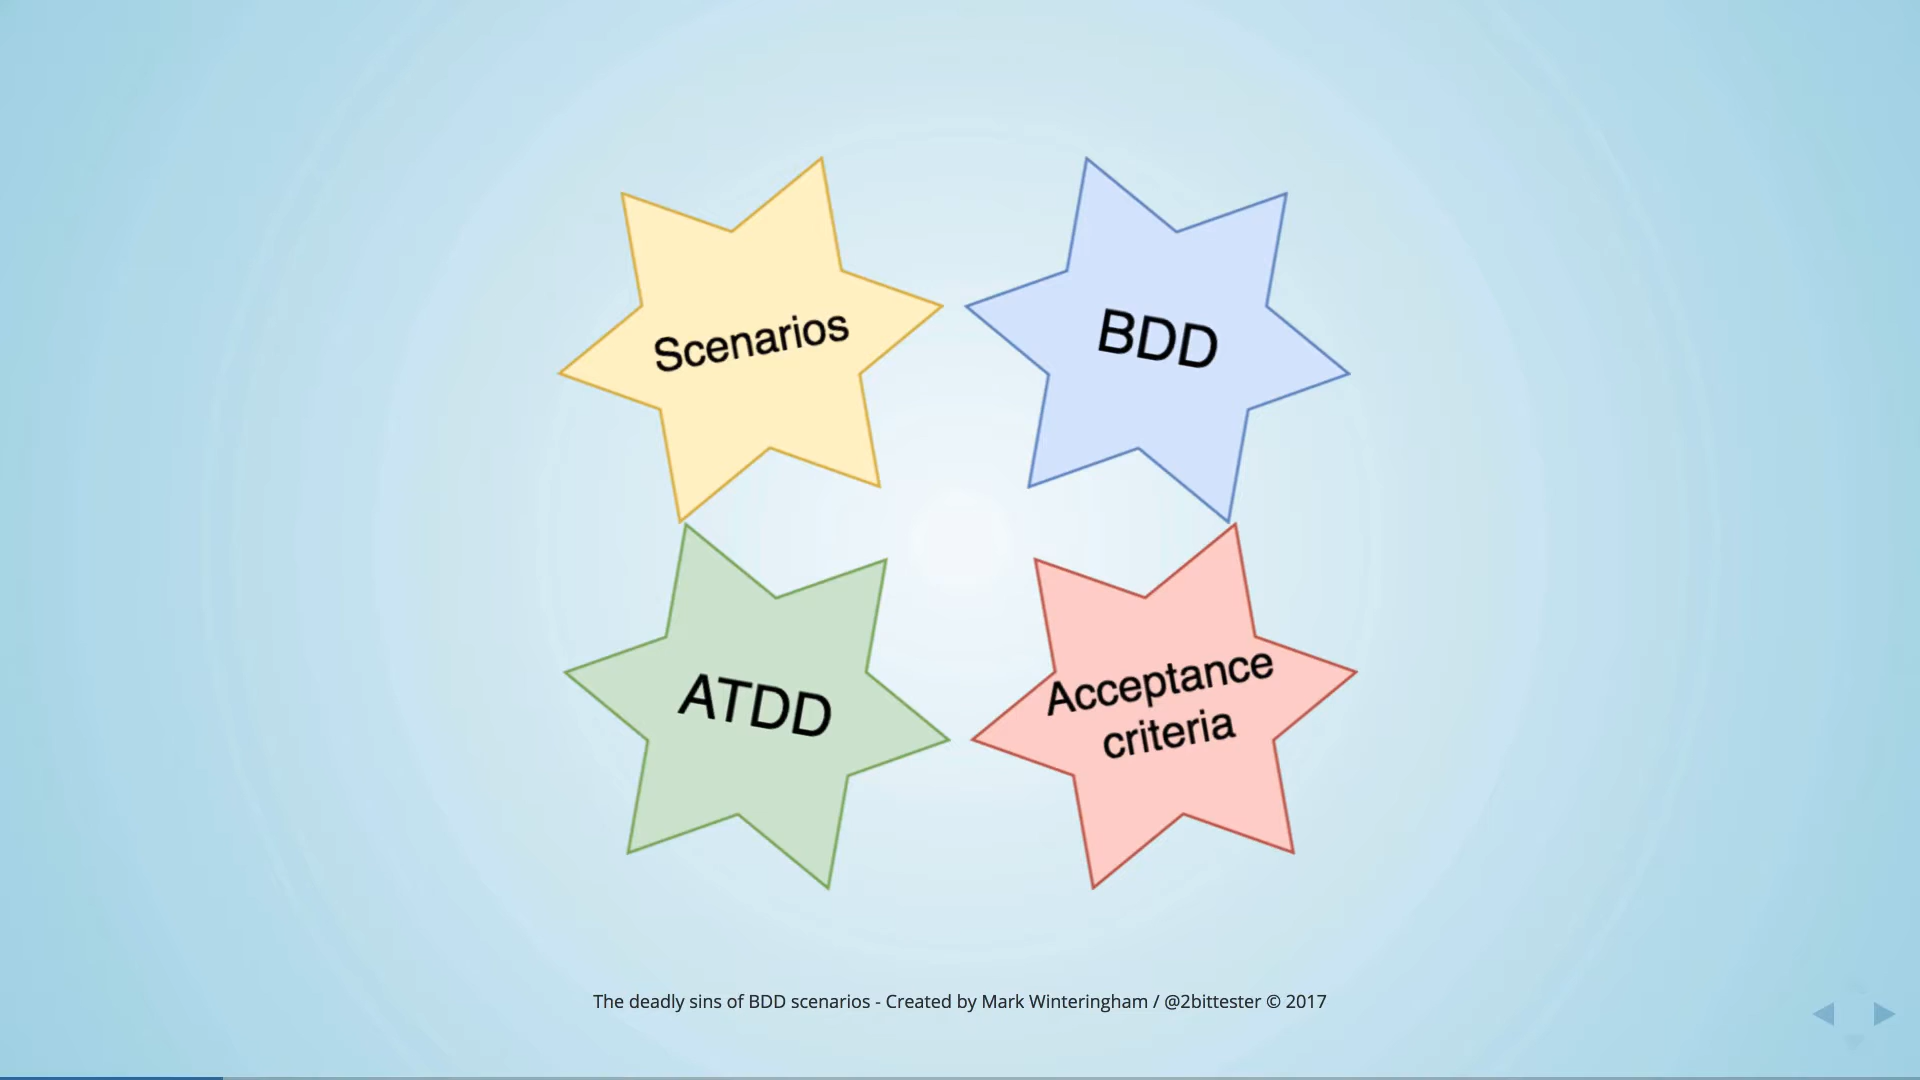 Scenarios
BDD
ATDD
Acceptance
criteria
The deadly sins of BDD scenarios - Created by Mark Winteringham / @2bittester © 2017